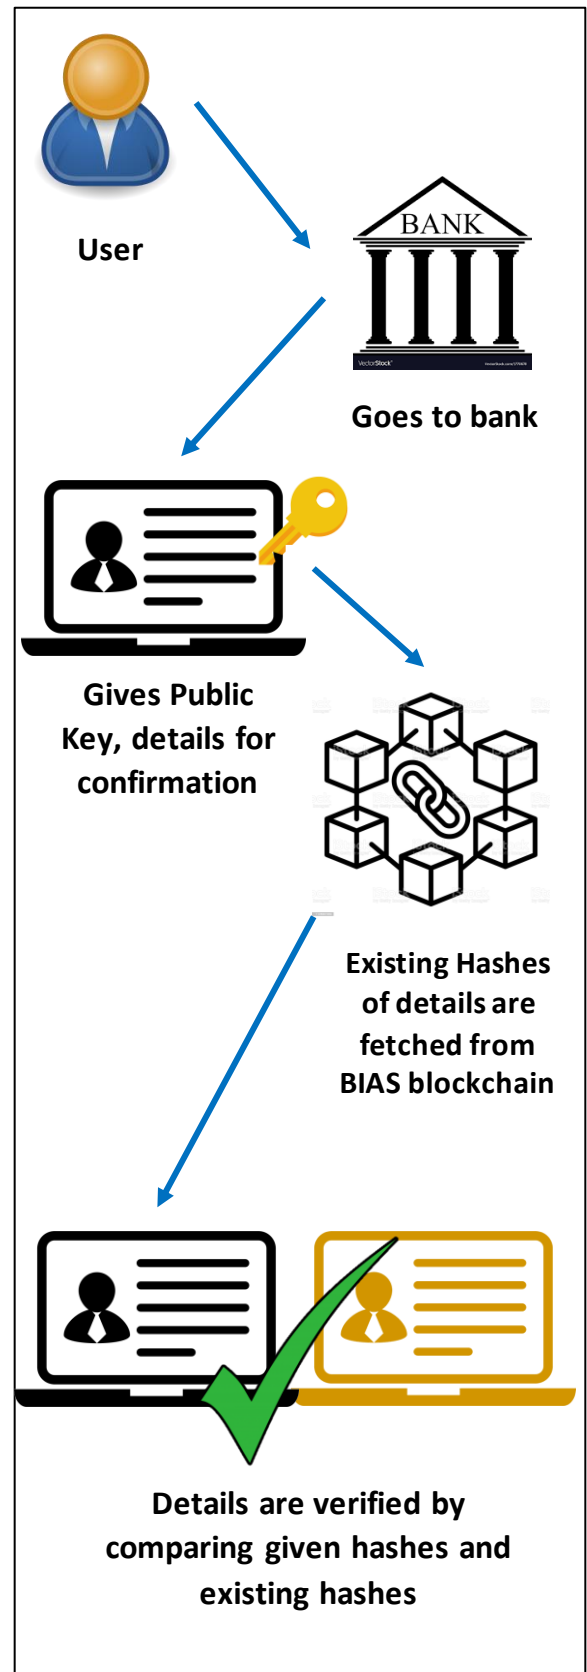 User
BANK
VectorStock
Goes to bank
Gives Public
Key, details for
confirmation
Existing Hashes
of details are
fetched from
BIAS blockchain
Details are verified by
comparing given hashes and
existing hashes